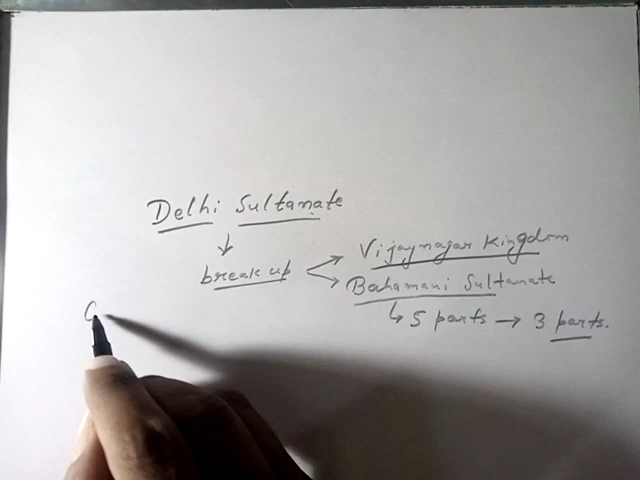 Delhi Sultanate
↓
break up
Vijaynagar Kingdom
Bahamani Sultanate
↳ 5 parts → 3 parts.